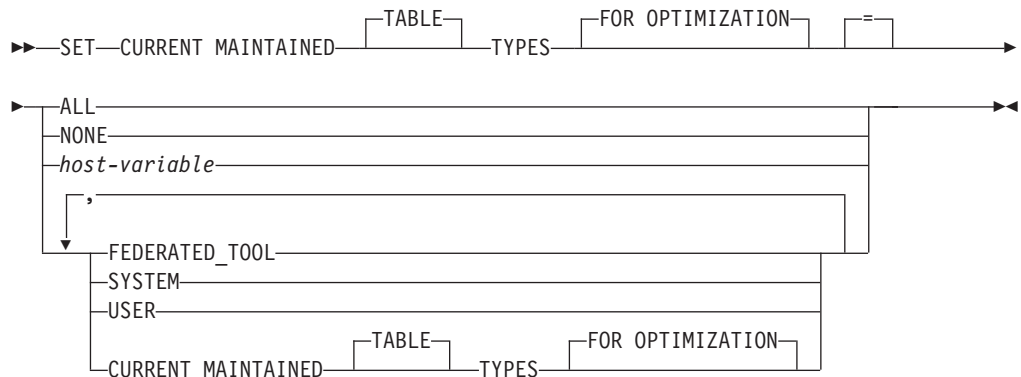 TABLE FOR OPTIMIZATION =
SET CURRENT MAINTAINED TYPES
ALL
NONE
host-variable
,
FEDERATED_TOOL
SYSTEM
USER
TABLE FOR OPTIMIZATION
CURRENT MAINTAINED TYPES